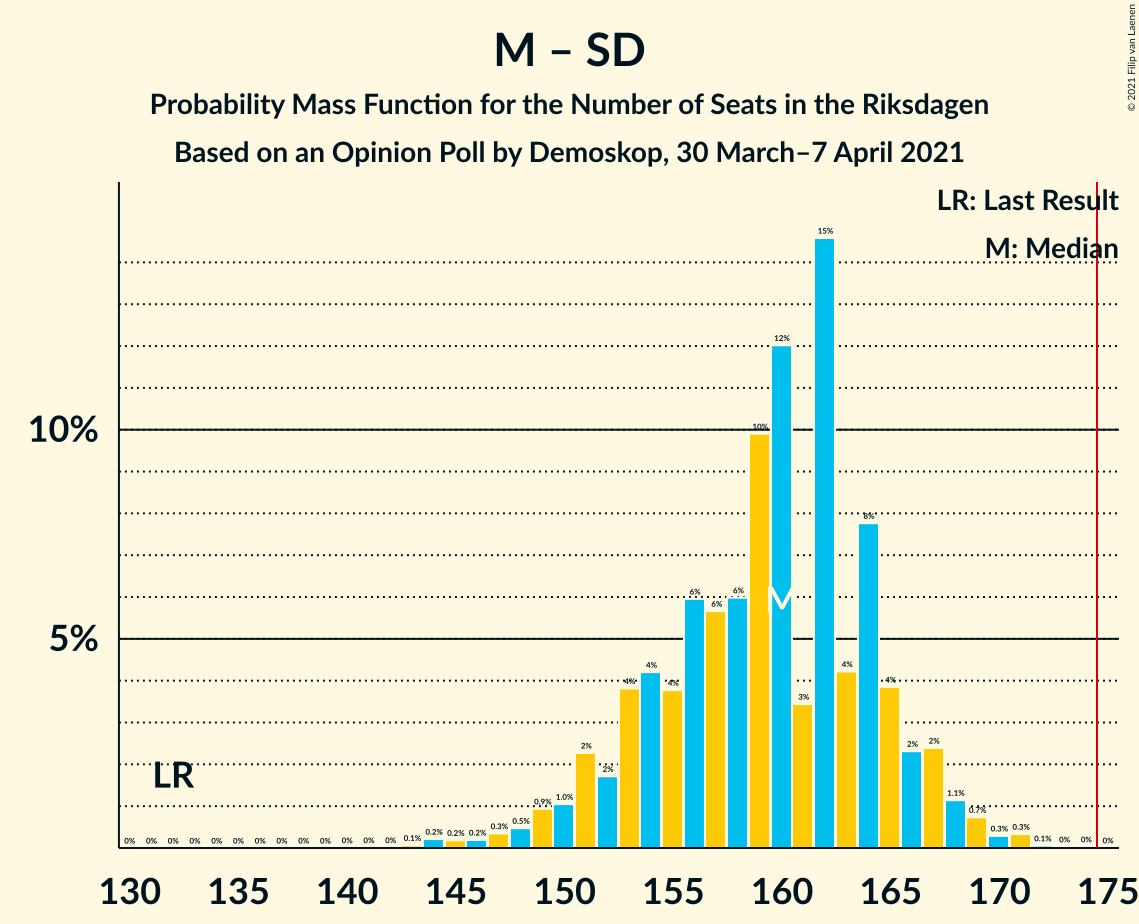 © 2021 Filip van Laenen
M – SD
Probability Mass Function for the Number of Seats in the Riksdagen
Based on an Opinion Poll by Demoskop, 30 March–7 April 2021
LR: Last Result
M: Median
10%
5%
LR
M
0% 0% 0% 0% 0% 0% 0% 0% 0% 0% 0% 0% 0% 0.1% 0.2% 0.2% 0.2% 0.3% 0.5% 0.9% 1.0% 2% 2% 4% 4% 4% 6% 6% 6% 10% 12% 3% 15% 4% 8% 4% 2% 2% 1.1% 0.7% 0.3% 0.3% 0.1% 0% 0% 0%
130 135 140 145 150 155 160 165 170 175